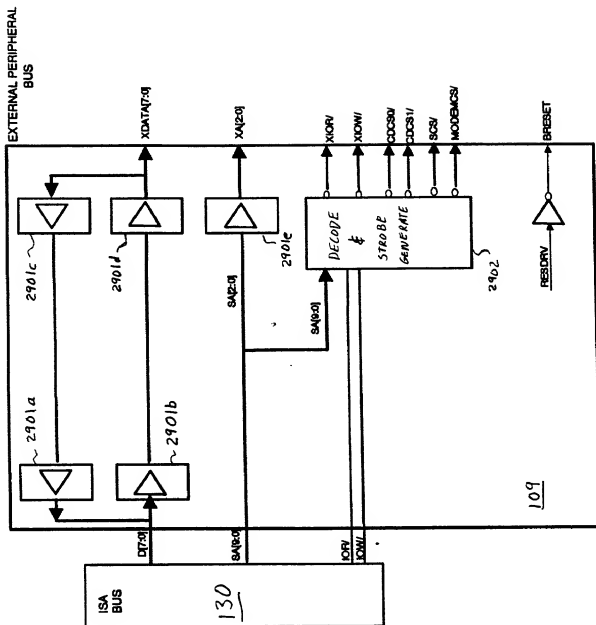 EXTERNAL PERIPHERAL
BUS
2901c
2901d
2901e
2901a
2901b
XDATA[7:0]
XA[2:0]
SA[2:0]
SA[9:0]
DECODE
&
STROBE
GENERATE
2902
XIOR/
XIOW/
CDCS0/
CDCS1/
SCS/
MODEMCS/
RESDRV
BRESET
109
D[7:0]
SA[9:0]
IOR/
IOW/
ISA
BUS
130